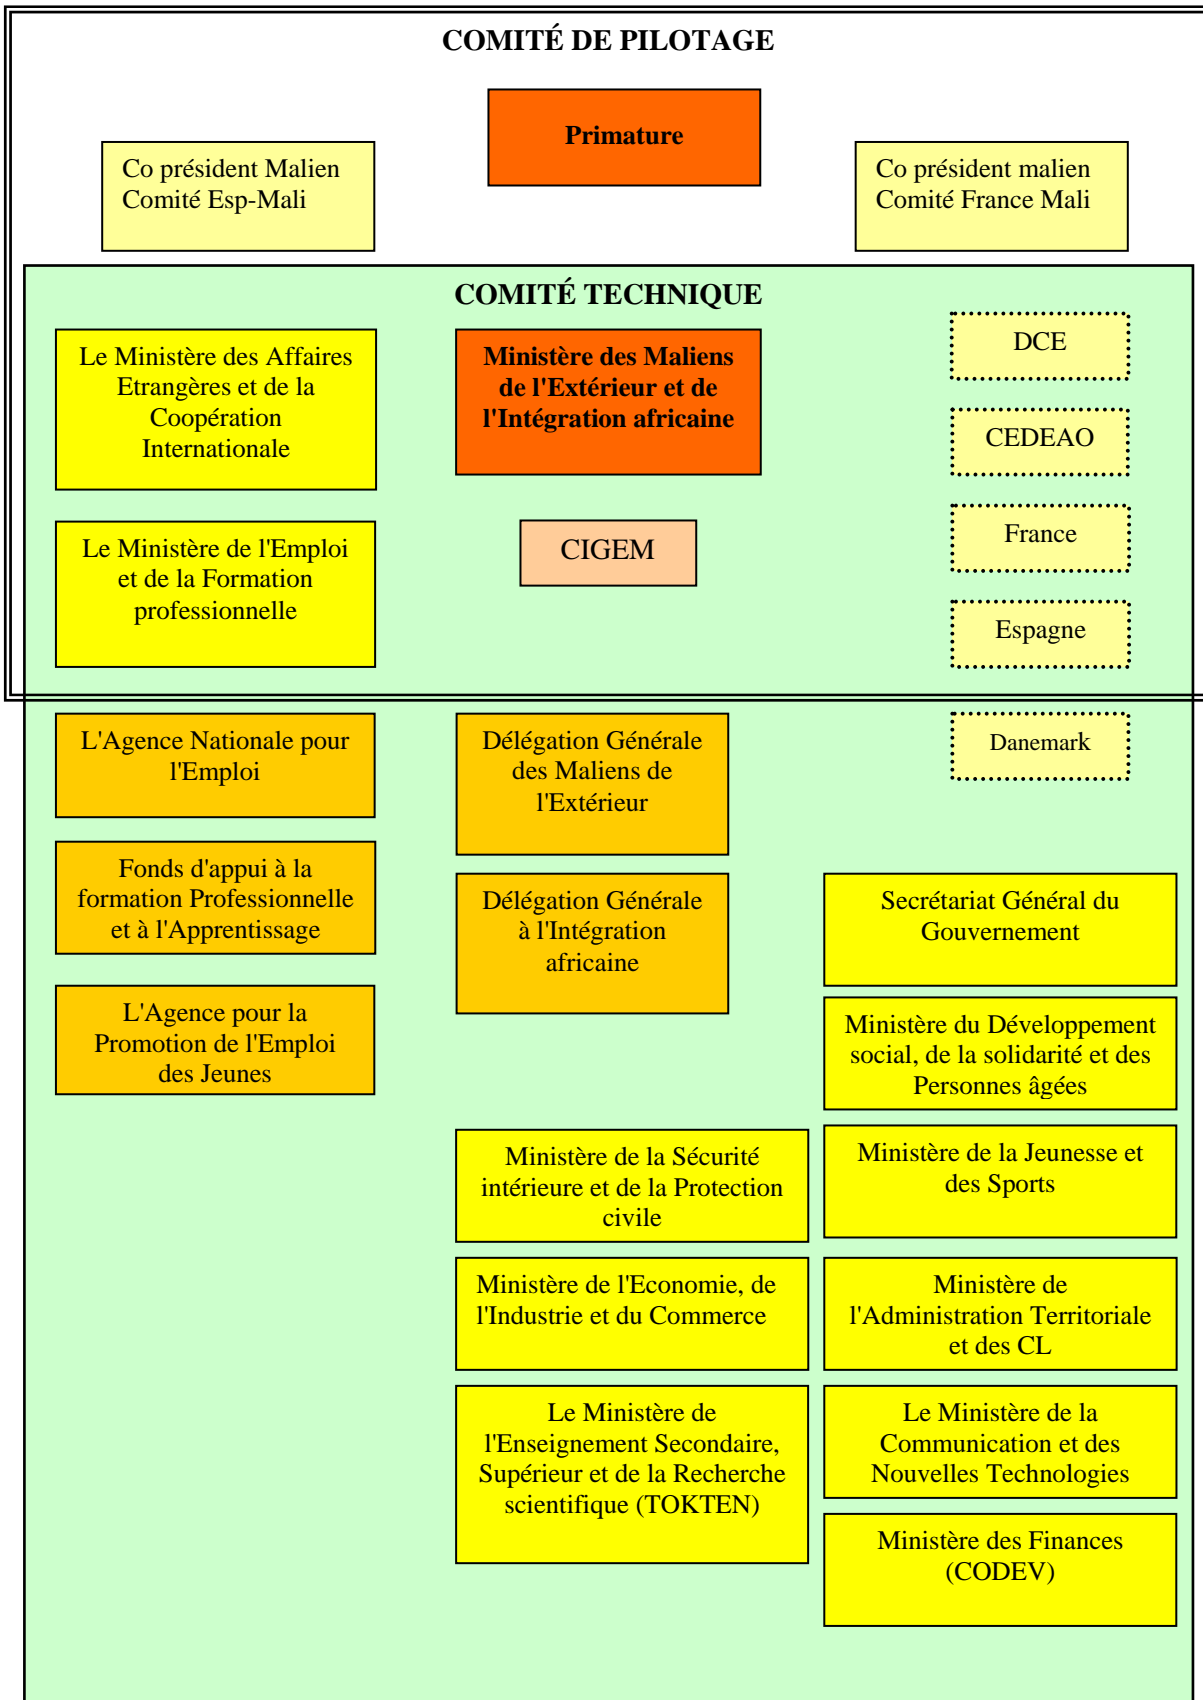 COMITÉ DE PILOTAGE
Primature
Co président Malien
Comité Esp-Mali
Co président malien
Comité France Mali
COMITÉ TECHNIQUE
Le Ministère des Affaires
Etrangères et de la
Coopération
Internationale
Ministère des Maliens
de l'Extérieur et de
l'Intégration africaine
DCE
CEDEAO
Le Ministère de l'Emploi
et de la Formation
professionnelle
CIGEM
France
Espagne
L'Agence Nationale pour
l'Emploi
Délégation Générale
des Maliens de
l'Extérieur
Danemark
Fonds d'appui à la
formation Professionnelle
et à l'Apprentissage
Délégation Générale
à l'Intégration
africaine
Secrétariat Général du
Gouvernement
L'Agence pour la
Promotion de l'Emploi
des Jeunes
Ministère du Développement
social, de la solidarité et des
Personnes âgées
Ministère de la Sécurité
intérieure et de la Protection
civile
Ministère de la Jeunesse et
des Sports
Ministère de l'Economie, de
l'Industrie et du Commerce
Ministère de
l'Administration Territoriale
et des CL
Le Ministère de
l'Enseignement Secondaire,
Supérieur et de la Recherche
scientifique (TOKTEN)
Le Ministère de la
Communication et des
Nouvelles Technologies
Ministère des Finances
(CODEV)